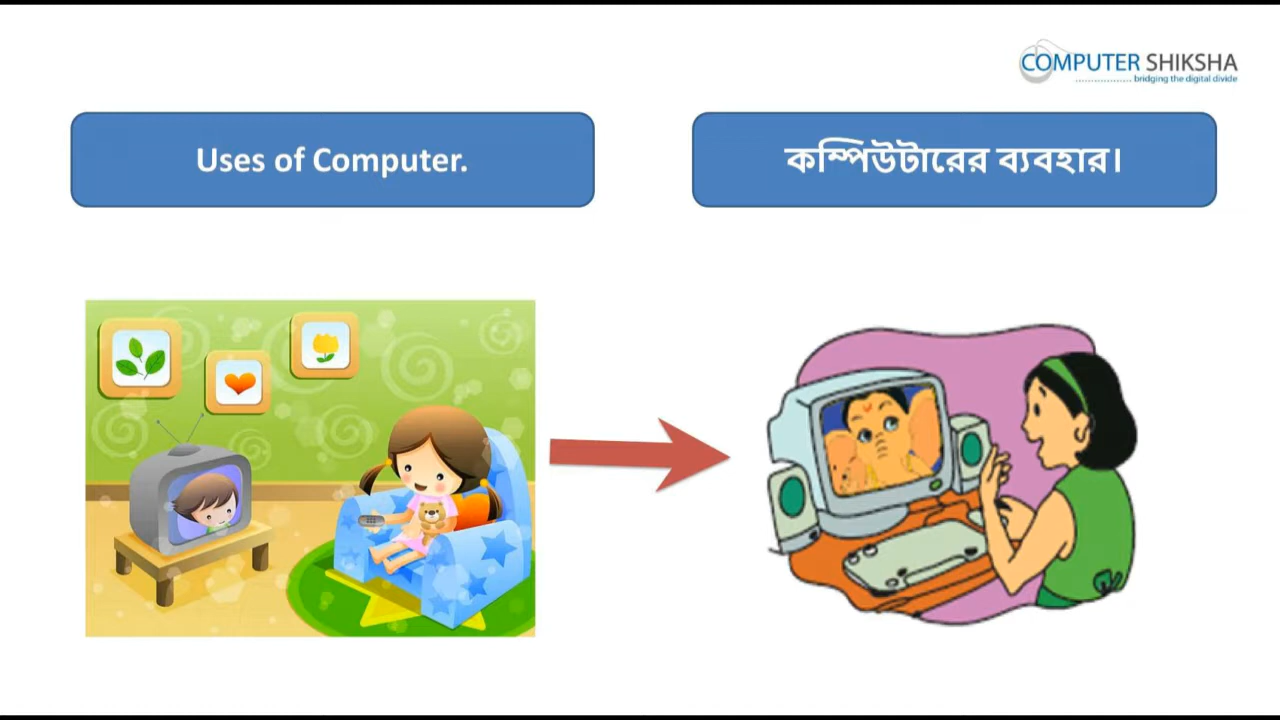 COMPUTER SHIKSHA
bridging the digital divide
Uses of Computer.
কম্পিউটারের ব্যবহার।